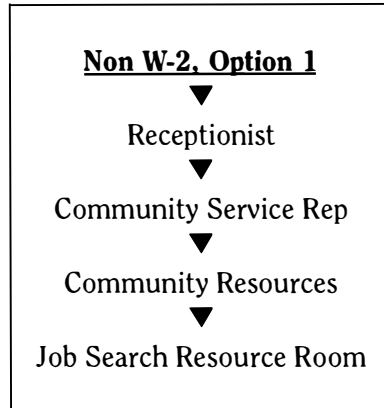 Non W-2, Option 1
Receptionist
Community Service Rep
Community Resources
Job Search Resource Room